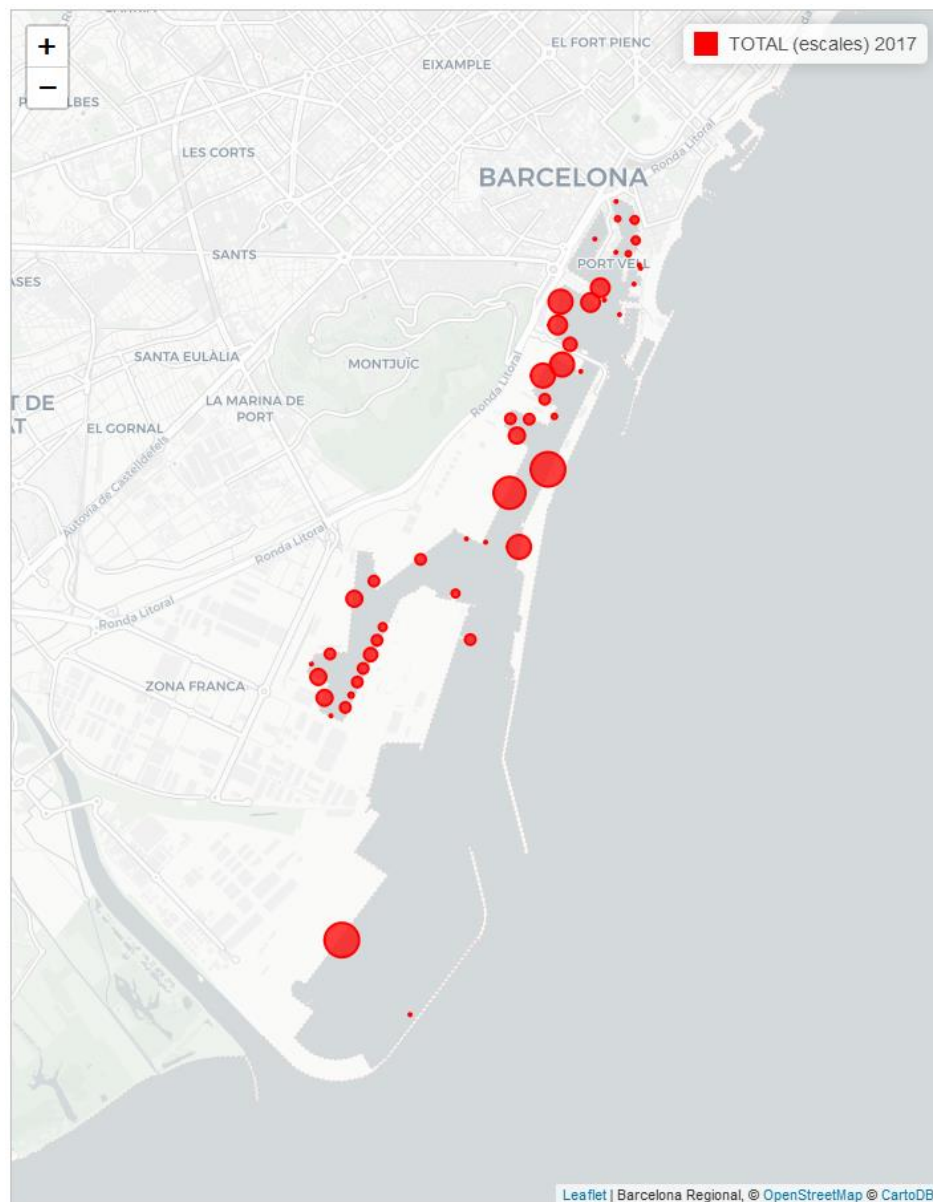 +
−
TOTAL (escales) 2017
EL FORT PIENC
EIXAMPLE
LES CORTS
Ronda Litoral
BARCELONA
SANTS
PORT VELL
SANTA EULÀLIA
MONTJUÏC
LA MARINA DE
PORT
Ronda Litoral
EL GORNAL
Autovia de Castelldefels
Ronda Litoral
Ronda Litoral
ZONA FRANCA
Leaflet | Barcelona Regional, © OpenStreetMap © CartoDB